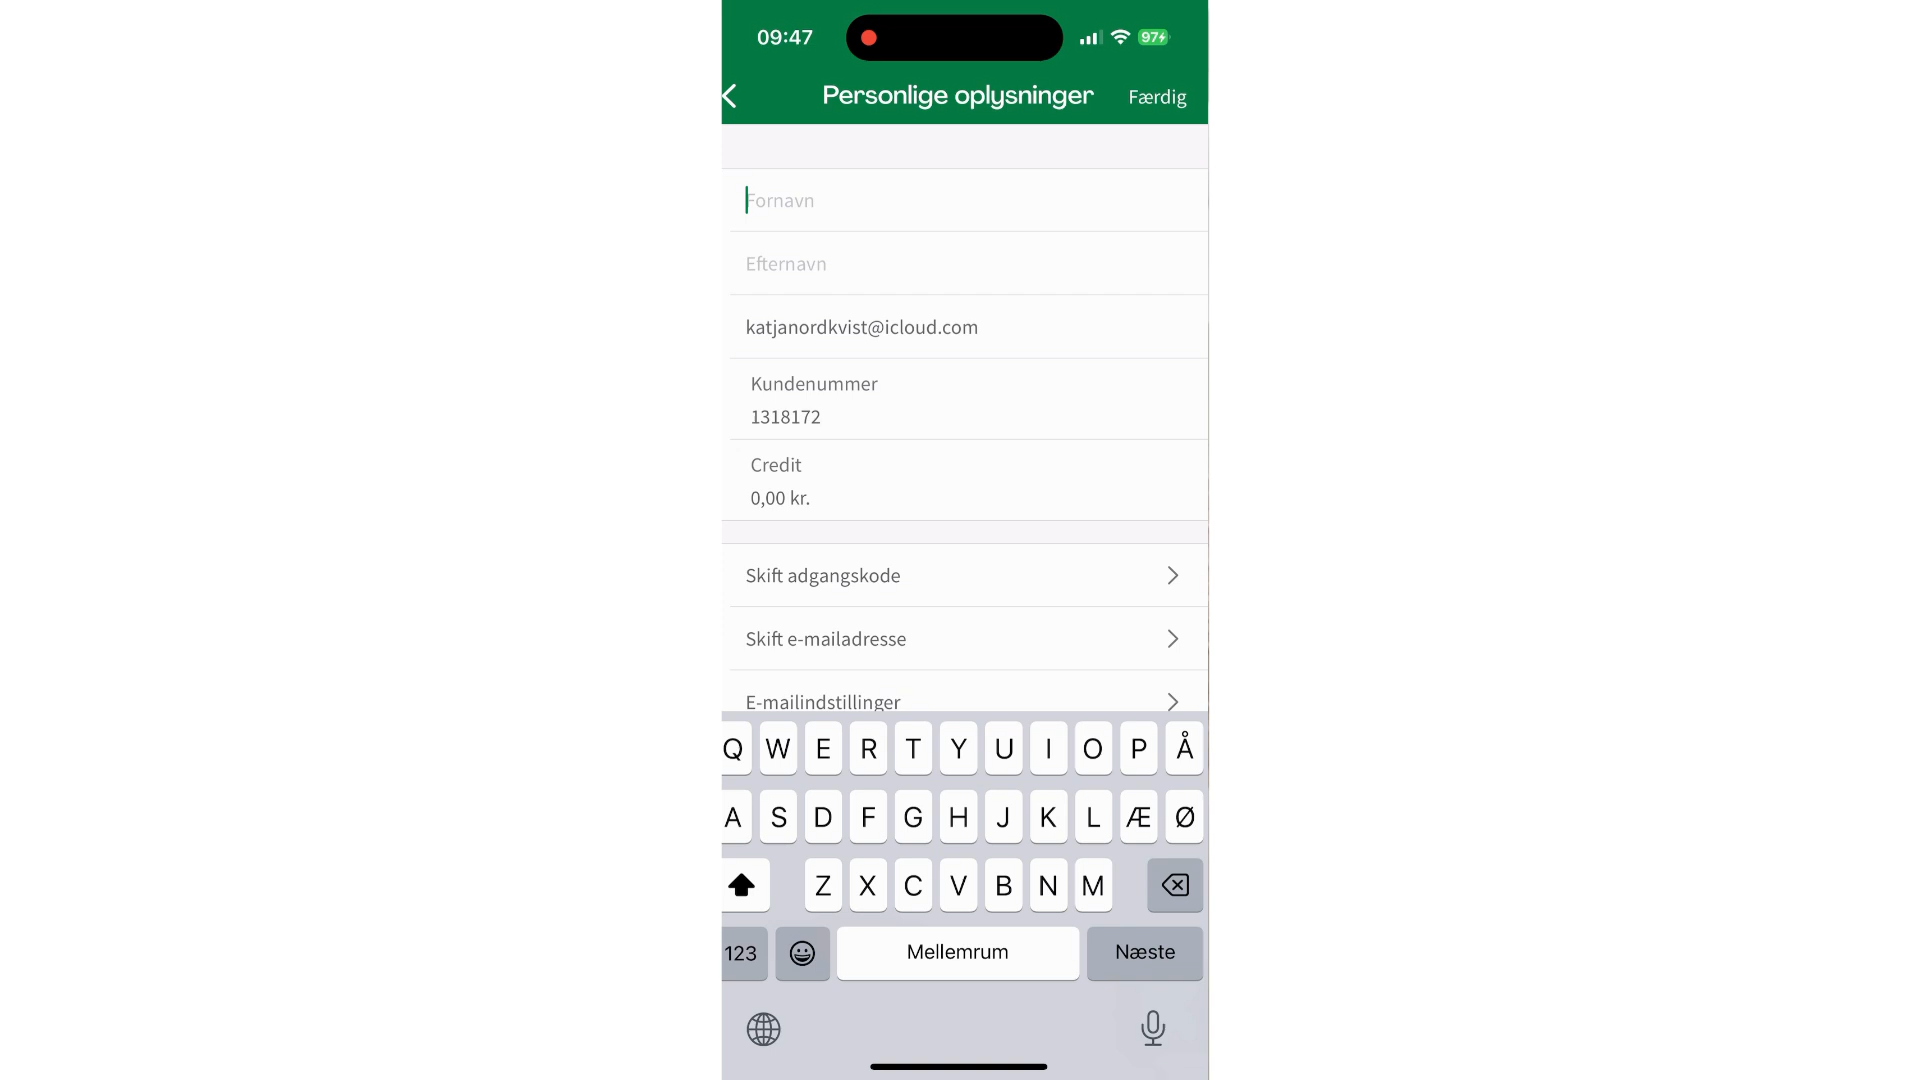 09:47
97
Personlige oplysninger
Færdig
Fornavn
Efternavn
katjanordkvist@icloud.com
Kundenummer
1318172
Credit
0,00 kr.
Skift adgangskode
Skift e-mailadresse
E-mailindstillinger
Q W E R T Y U I O P Å
A S D F G H J K L Æ Ø
Z X C V B N M
123
Mellemrum
Næste